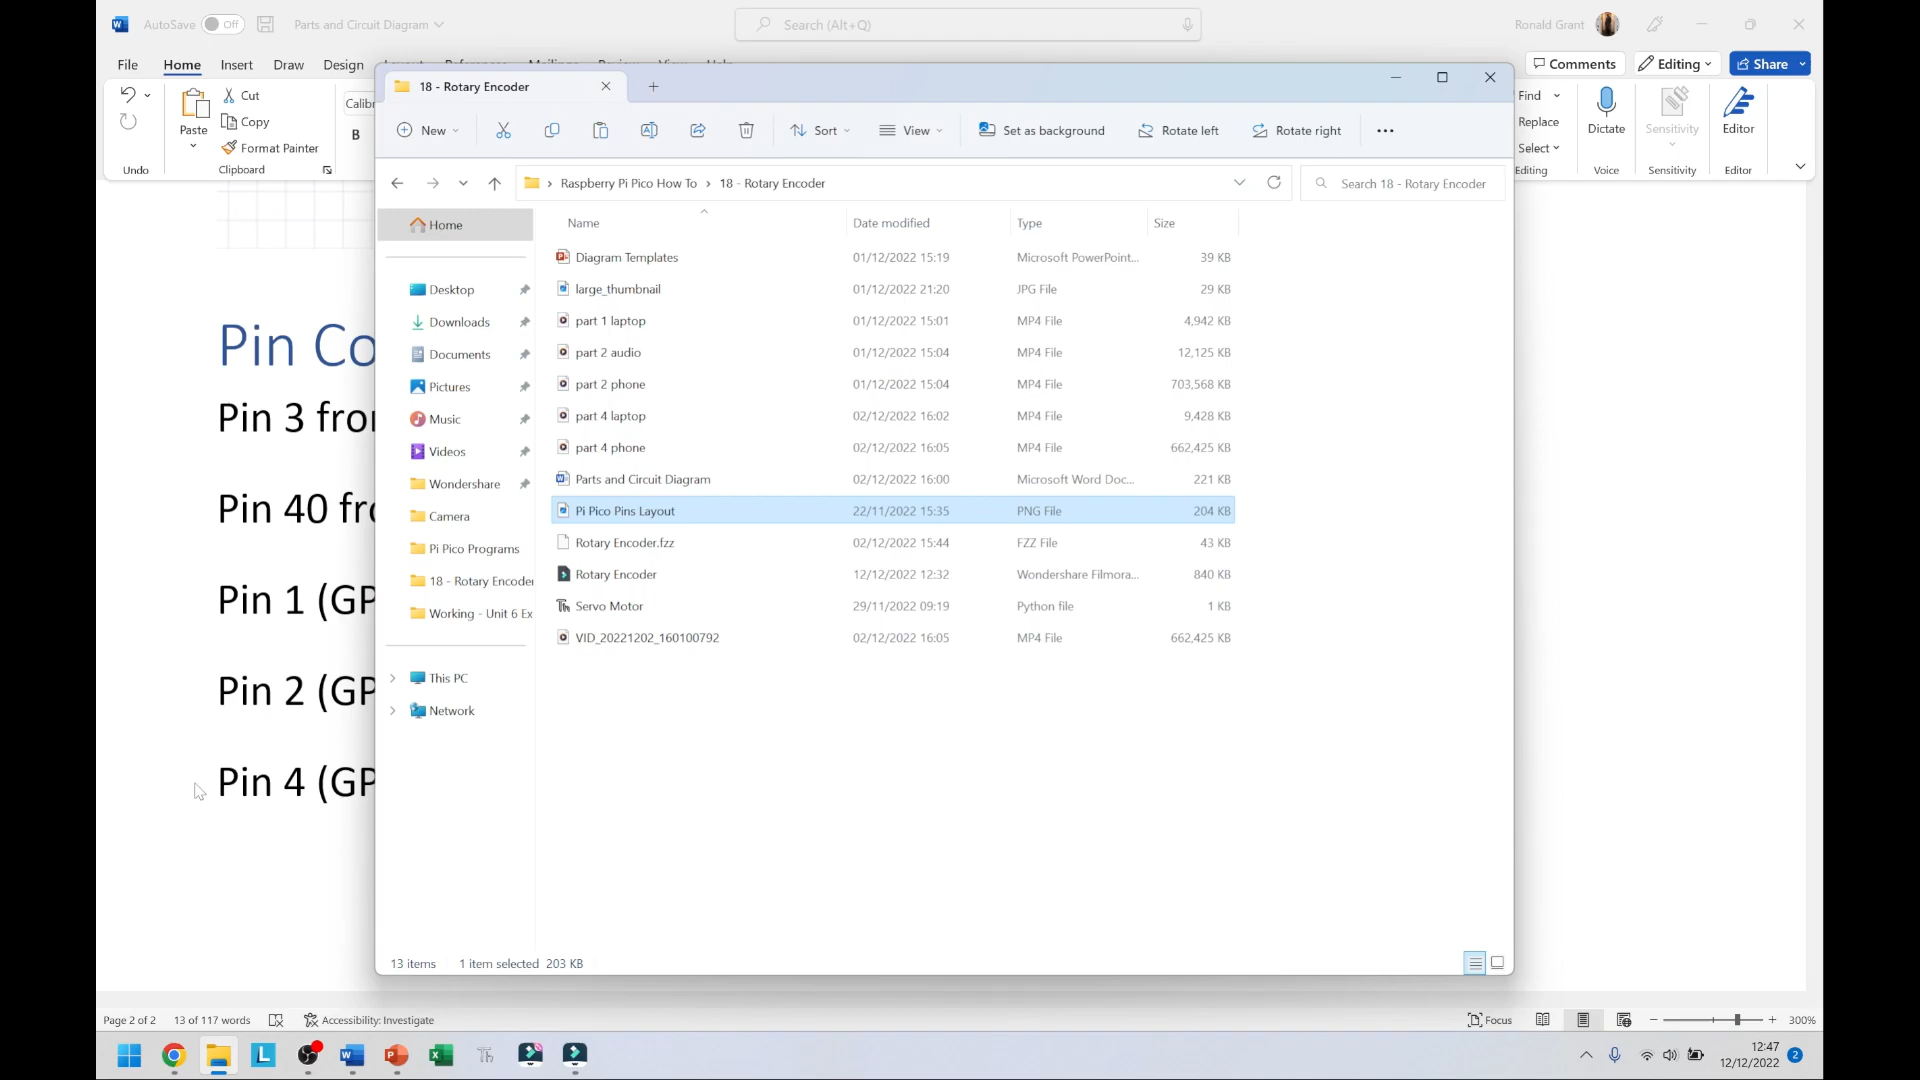 AutoSave Off Parts and Circuit Diagram Search (Alt+Q) Ronald Grant
File Home Insert Draw Design Comments Editing Share
18 - Rotary Encoder
Cut Find
Paste Copy Replace Dictate Sensitivity Editor
B
Format Painter Select
Undo Clipboard Editing Voice Sensitivity Editor
New Sort View Set as background Rotate left Rotate right
Raspberry Pi Pico How To 18 - Rotary Encoder Search 18 - Rotary Encoder
Name Date modified Type Size
Home
Desktop
Downloads
Documents
Pictures
Music
Videos
Wondershare
Camera
Pi Pico Programs
18 - Rotary Encoder
Working - Unit 6 Ex
This PC
Network
Diagram Templates 01/12/2022 15:19 Microsoft PowerPoint... 39 KB
large_thumbnail 01/12/2022 21:20 JPG File 29 KB
part 1 laptop 01/12/2022 15:01 MP4 File 4,942 KB
part 2 audio 01/12/2022 15:04 MP4 File 12,125 KB
part 2 phone 01/12/2022 15:04 MP4 File 703,568 KB
part 4 laptop 02/12/2022 16:02 MP4 File 9,428 KB
part 4 phone 02/12/2022 16:05 MP4 File 662,425 KB
Parts and Circuit Diagram 02/12/2022 16:00 Microsoft Word Doc... 221 KB
Pi Pico Pins Layout 22/11/2022 15:35 PNG File 204 KB
Rotary Encoder.fzz 02/12/2022 15:44 FZZ File 43 KB
Rotary Encoder 12/12/2022 12:32 Wondershare Filmora... 840 KB
Servo Motor 29/11/2022 09:19 Python file 1 KB
VID_20221202_160100792 02/12/2022 16:05 MP4 File 662,425 KB
13 items 1 item selected 203 KB
Pin Co
Pin 3 fro
Pin 40 fr
Pin 1 (GP
Pin 2 (GP
Pin 4 (GP
Page 2 of 2 13 of 117 words Accessibility: Investigate Focus 300%
12:47
12/12/2022 2